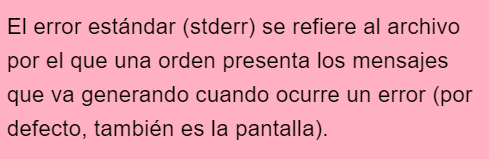 El error estándar (stderr) se refiere al archivo
por el que una orden presenta los mensajes
que va generando cuando ocurre un error (por
defecto, también es la pantalla).